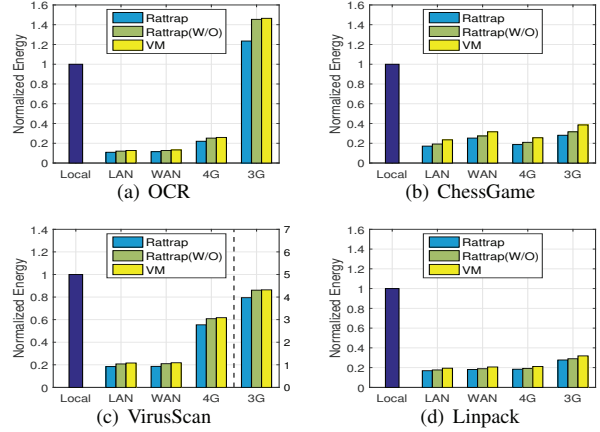 Normalized Energy
1.6
1.4
1.2
1
0.8
0.6
0.4
0.2
0
Rattrap
Rattrap(W/O)
VM
Local LAN WAN 4G 3G
(a) OCR
Normalized Energy
1.6
1.4
1.2
1
0.8
0.6
0.4
0.2
0
Rattrap
Rattrap(W/O)
VM
Local LAN WAN 4G 3G
(b) ChessGame
Normalized Energy
1.4
1.2
1
0.8
0.6
0.4
0.2
0
Rattrap
Rattrap(W/O)
VM
7
6
5
4
3
2
1
0
Local LAN WAN 4G 3G
(c) VirusScan
Normalized Energy
1.6
1.4
1.2
1
0.8
0.6
0.4
0.2
0
Rattrap
Rattrap(W/O)
VM
Local LAN WAN 4G 3G
(d) Linpack